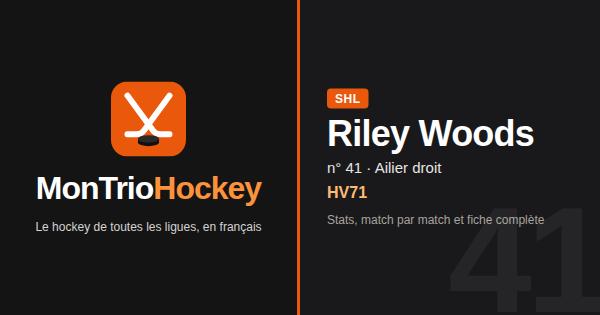 MonTrioHockey
Le hockey de toutes les ligues, en français
SHL
Riley Woods
n° 41 · Ailier droit
HV71
Stats, match par match et fiche complète
41